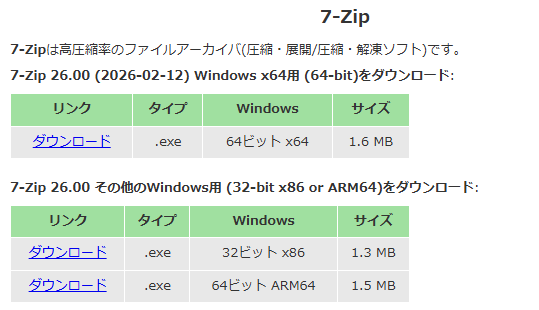 7-Zip
7-Zipは高圧縮率のファイルアーカイバ(圧縮・展開/圧縮・解凍ソフト)です。
7-Zip 26.00 (2026-02-12) Windows x64用 (64-bit)をダウンロード:
リンク タイプ Windows サイズ
ダウンロード .exe 64ビット x64 1.6 MB
7-Zip 26.00 その他のWindows用 (32-bit x86 or ARM64)をダウンロード:
リンク タイプ Windows サイズ
ダウンロード .exe 32ビット x86 1.3 MB
ダウンロード .exe 64ビット ARM64 1.5 MB